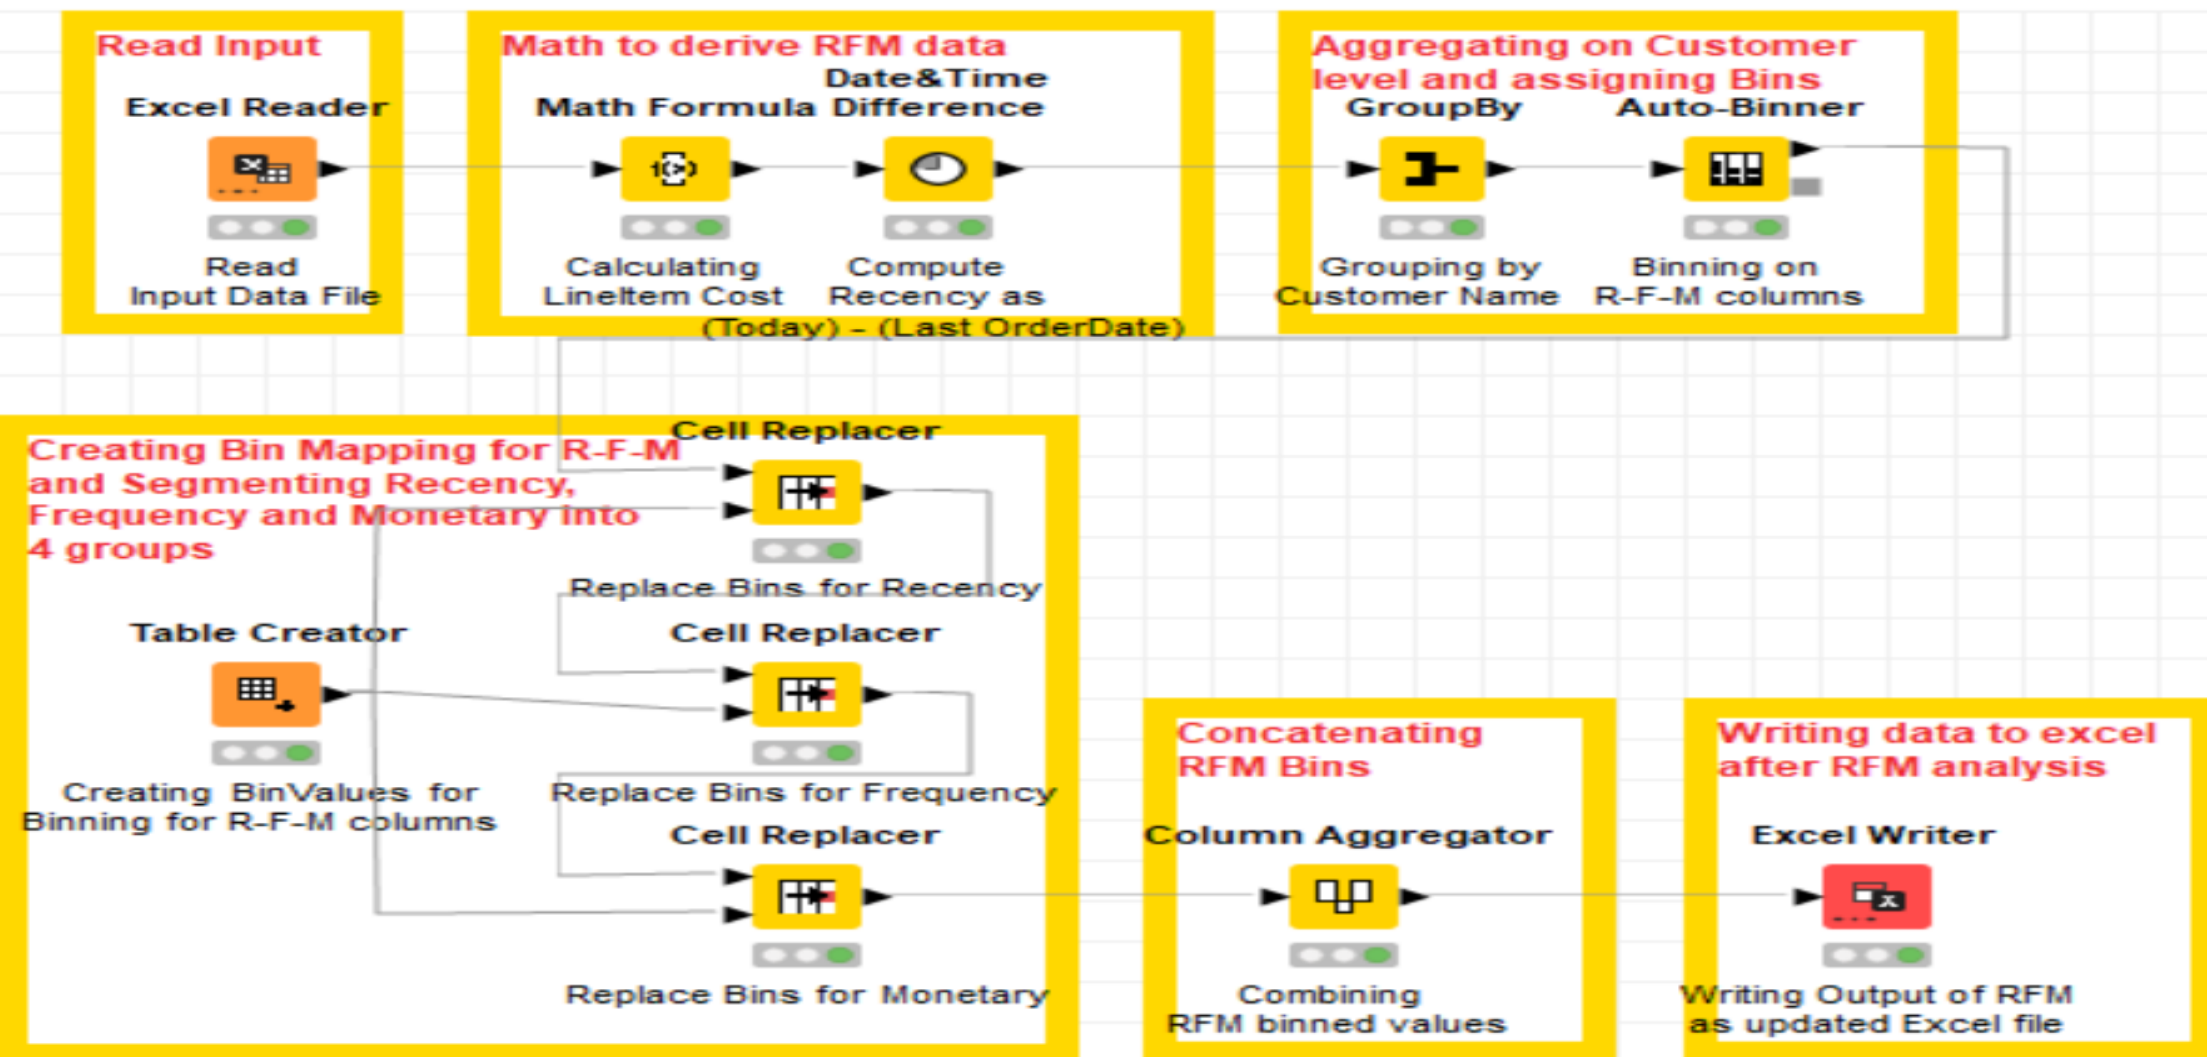 Read Input
Excel Reader
Read
Input Data File
Math to derive RFM data
Math Formula
Calculating
LineItem Cost
Date&Time
Difference
Compute
Recency as
(Today) - (Last OrderDate)
Aggregating on Customer
level and assigning Bins
GroupBy
Grouping by
Customer Name
Auto-Binner
Binning on
R-F-M columns
Creating Bin Mapping for R-F-M
and Segmenting Recency,
Frequency and Monetary into
4 groups
Cell Replacer
Replace Bins for Recency
Table Creator
Creating BinValues for
Binning for R-F-M columns
Cell Replacer
Replace Bins for Frequency
Cell Replacer
Replace Bins for Monetary
Concatenating
RFM Bins
Column Aggregator
Combining
RFM binned values
Writing data to excel
after RFM analysis
Excel Writer
Writing Output of RFM
as updated Excel file